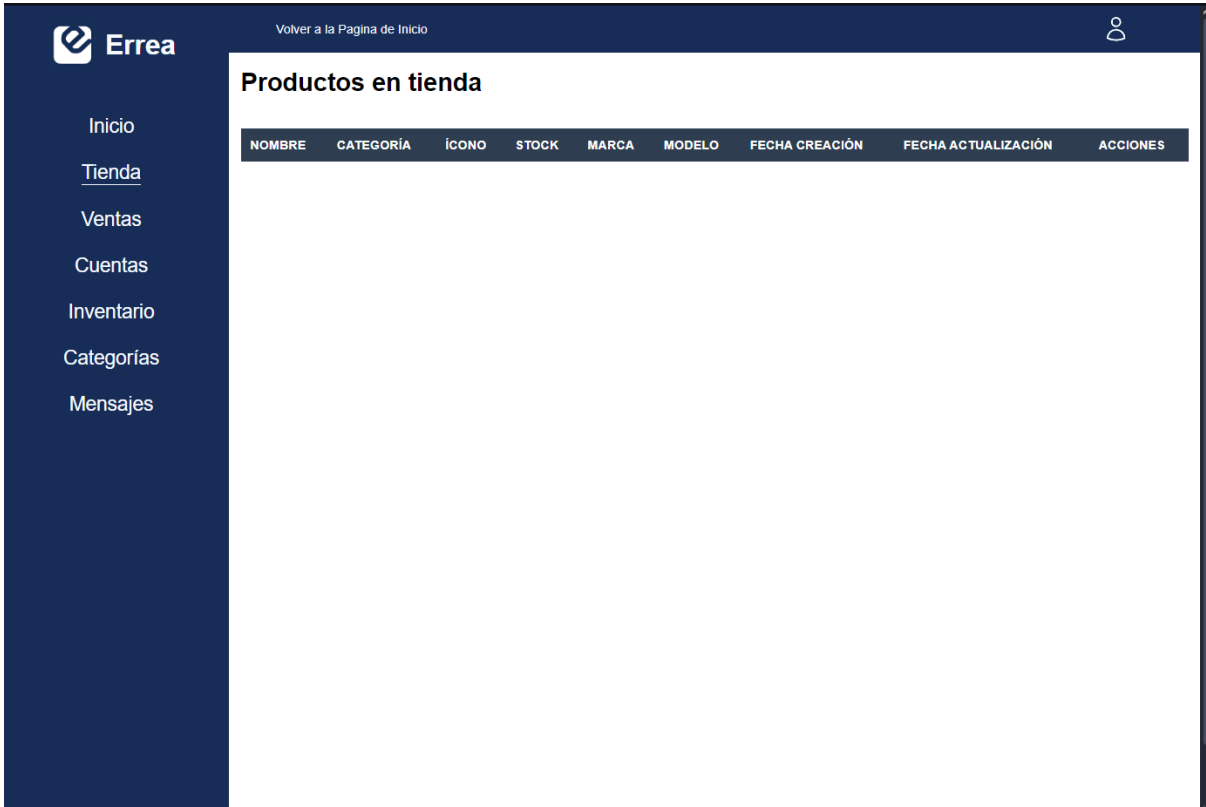 Errea
Volver a la Pagina de Inicio
Productos en tienda
Inicio
Tienda
Ventas
Cuentas
Inventario
Categorías
Mensajes
NOMBRE CATEGORÍA ÍCONO STOCK MARCA MODELO FECHA CREACIÓN FECHA ACTUALIZACIÓN ACCIONES